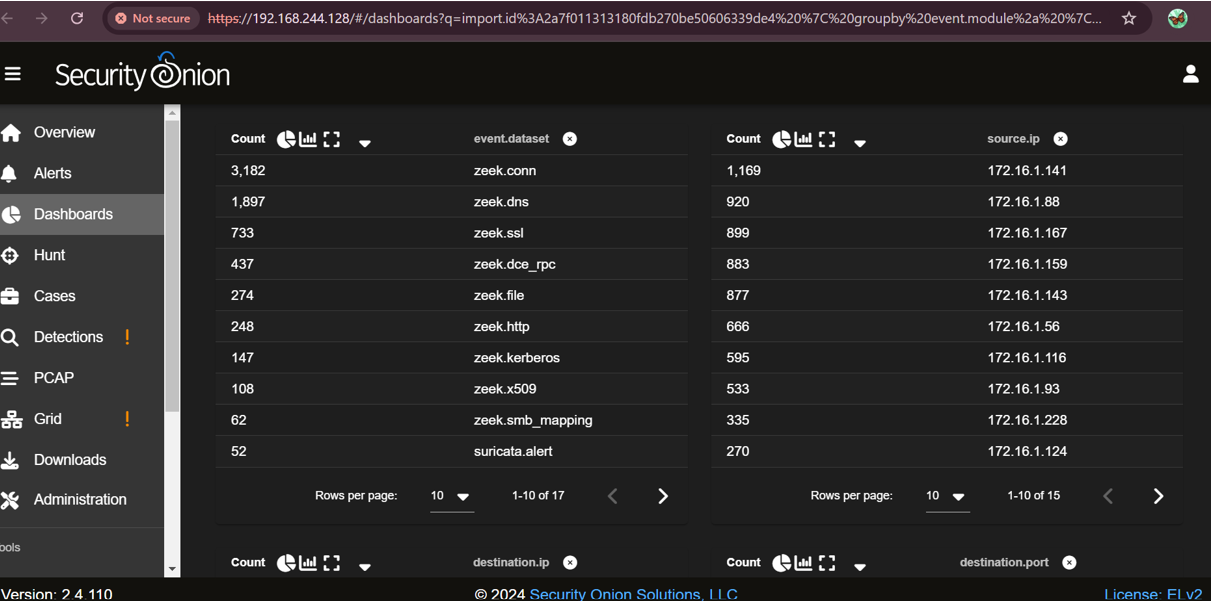 Not secure https://192.168.244.128/#/dashboards?q=import.id%3A2a7f011313180fdb270be50606339de4%20%7C%20groupby%20event.module%2a%20%7C...
Security Onion
Overview
Alerts
Dashboards
Hunt
Cases
Detections !
PCAP
Grid !
Downloads
Administration
ools
Count event.dataset
3,182 zeek.conn
1,897 zeek.dns
733 zeek.ssl
437 zeek.dce_rpc
274 zeek.file
248 zeek.http
147 zeek.kerberos
108 zeek.x509
62 zeek.smb_mapping
52 suricata.alert
Rows per page: 10 1-10 of 17
Count source.ip
1,169 172.16.1.141
920 172.16.1.88
899 172.16.1.167
883 172.16.1.159
877 172.16.1.143
666 172.16.1.56
595 172.16.1.116
533 172.16.1.93
335 172.16.1.228
270 172.16.1.124
Rows per page: 10 1-10 of 15
Count destination.ip
Count destination.port
Version: 2.4.110 © 2024 Security Onion Solutions, LLC License: ELv2